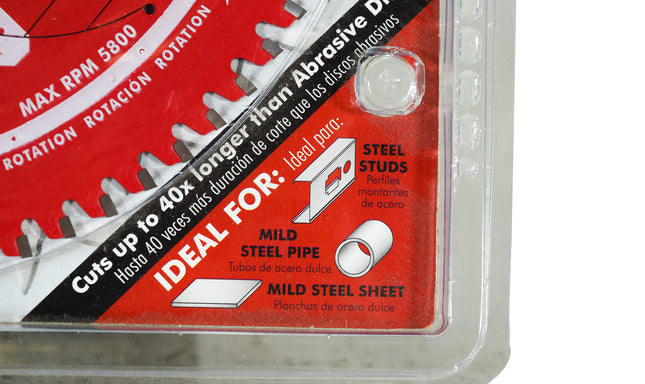 MAX RPM 5800
ROTATION ROTACIÓN ROTATION ROTATION
Cuts up to 40x longer than Abrasive
Hasta 40 veces más duración de corte que los discos abrasivos
IDEAL FOR: Ideal para:
STEEL
STUDS
Perfiles
montantes
de acero
MILD
STEEL PIPE
Tubos de acero dulce
MILD STEEL SHEET
Planchas de acero dulce